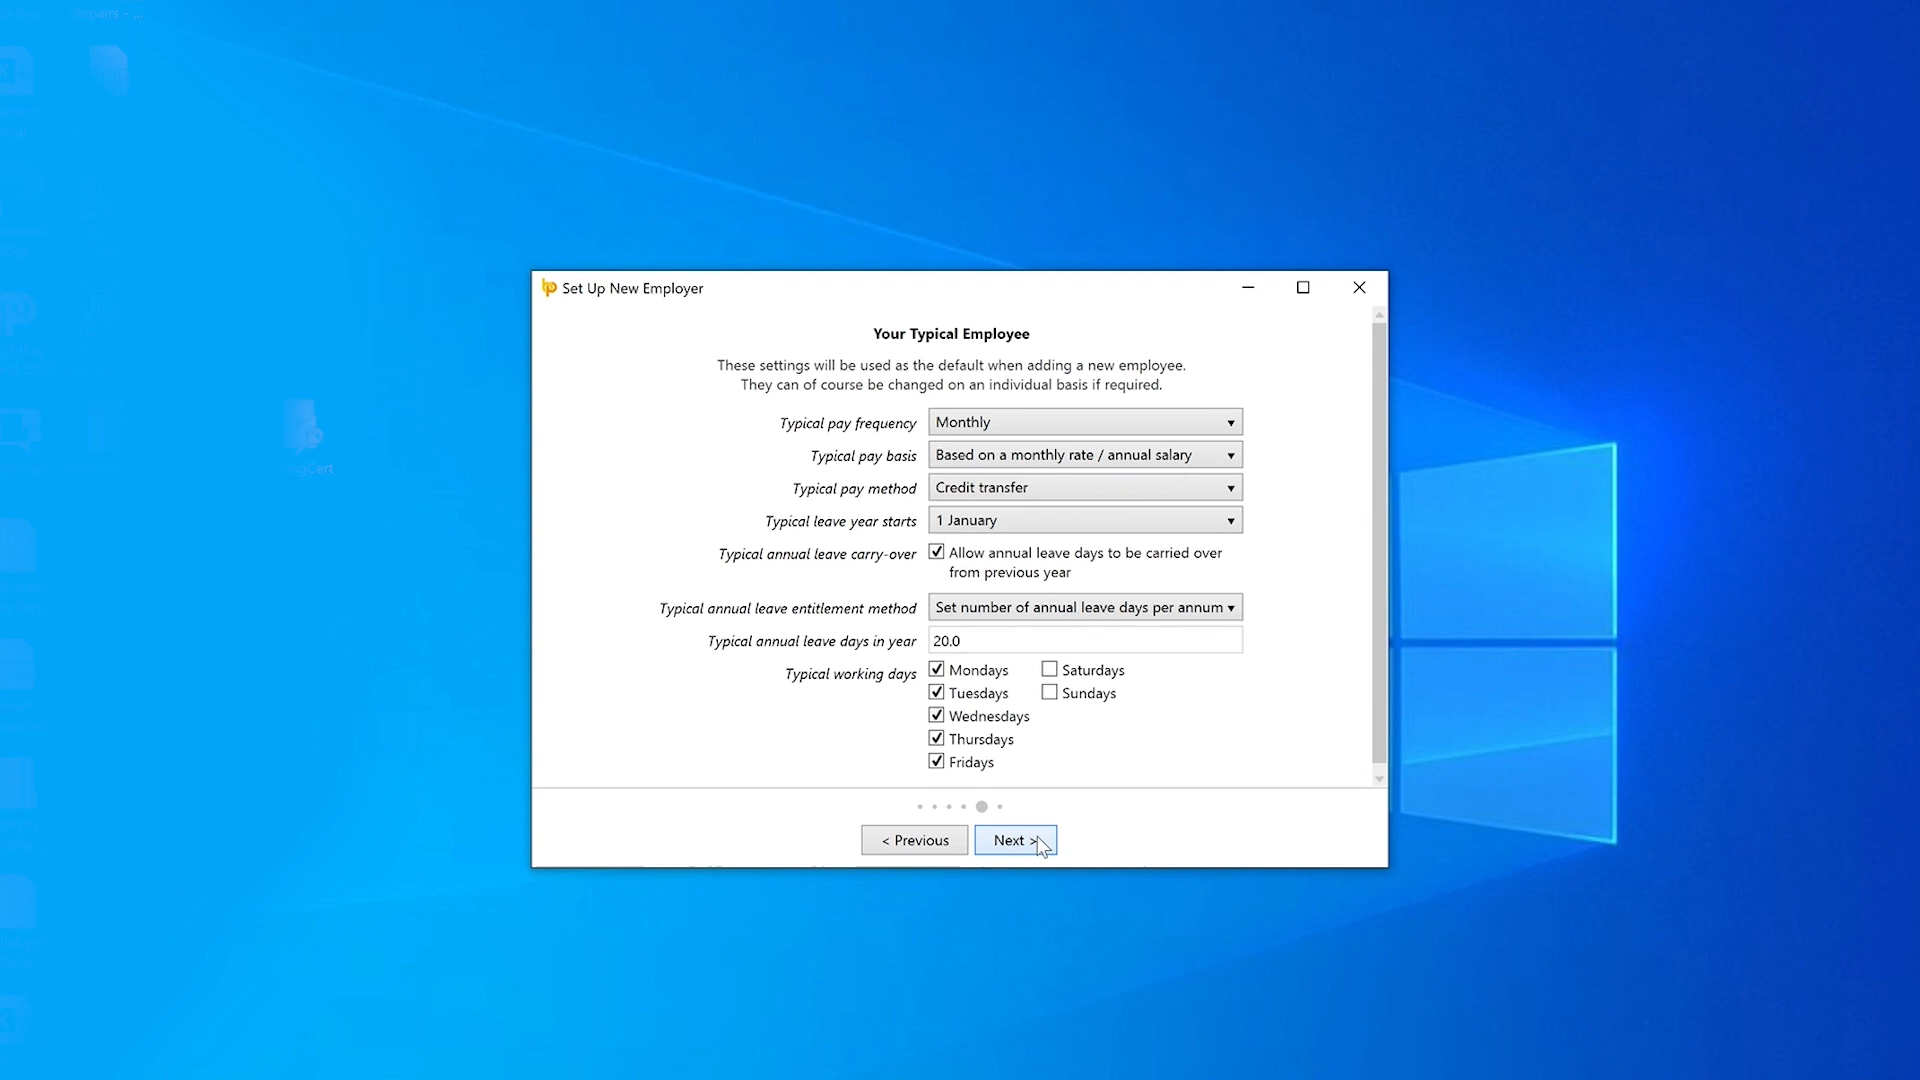 Repairs - ...
Set Up New Employer
Your Typical Employee
These settings will be used as the default when adding a new employee.
They can of course be changed on an individual basis if required.
Typical pay frequency Monthly
Typical pay basis Based on a monthly rate / annual salary
Typical pay method Credit transfer
Typical leave year starts 1 January
Typical annual leave carry-over Allow annual leave days to be carried over
from previous year
Typical annual leave entitlement method Set number of annual leave days per annum
Typical annual leave days in year 20.0
Typical working days Mondays Saturdays
Tuesdays Sundays
Wednesdays
Thursdays
Fridays
< Previous Next >